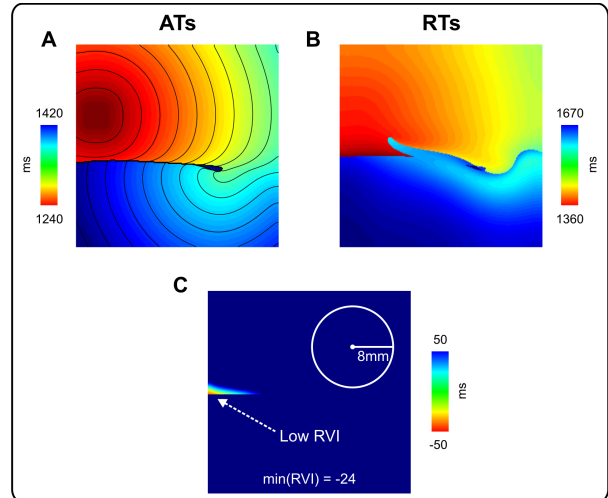 ATs
RTs
A
B
1420
ms
1240
1670
ms
1360
C
8mm
50
ms
-50
Low RVI
min(RVI) = -24